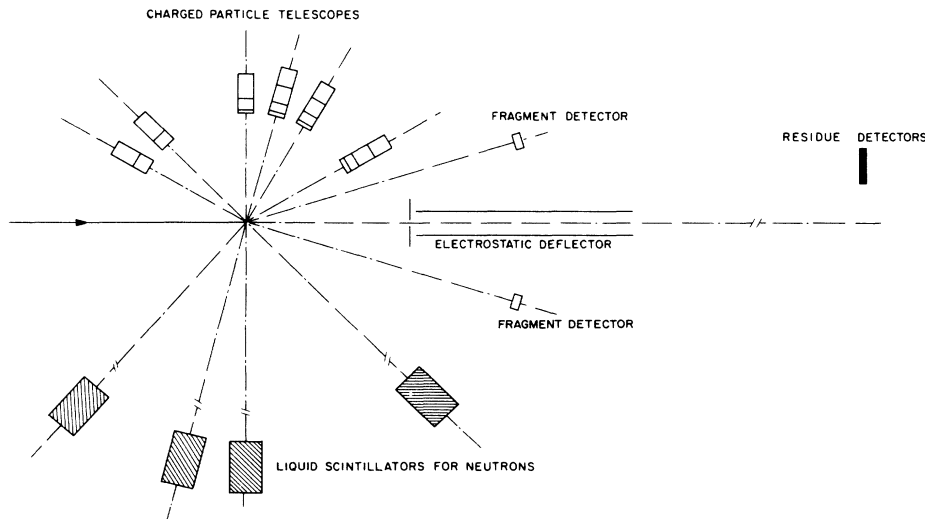 CHARGED PARTICLE TELESCOPES
FRAGMENT DETECTOR
RESIDUE DETECTORS
ELECTROSTATIC DEFLECTOR
FRAGMENT DETECTOR
LIQUID SCINTILLATORS FOR NEUTRONS